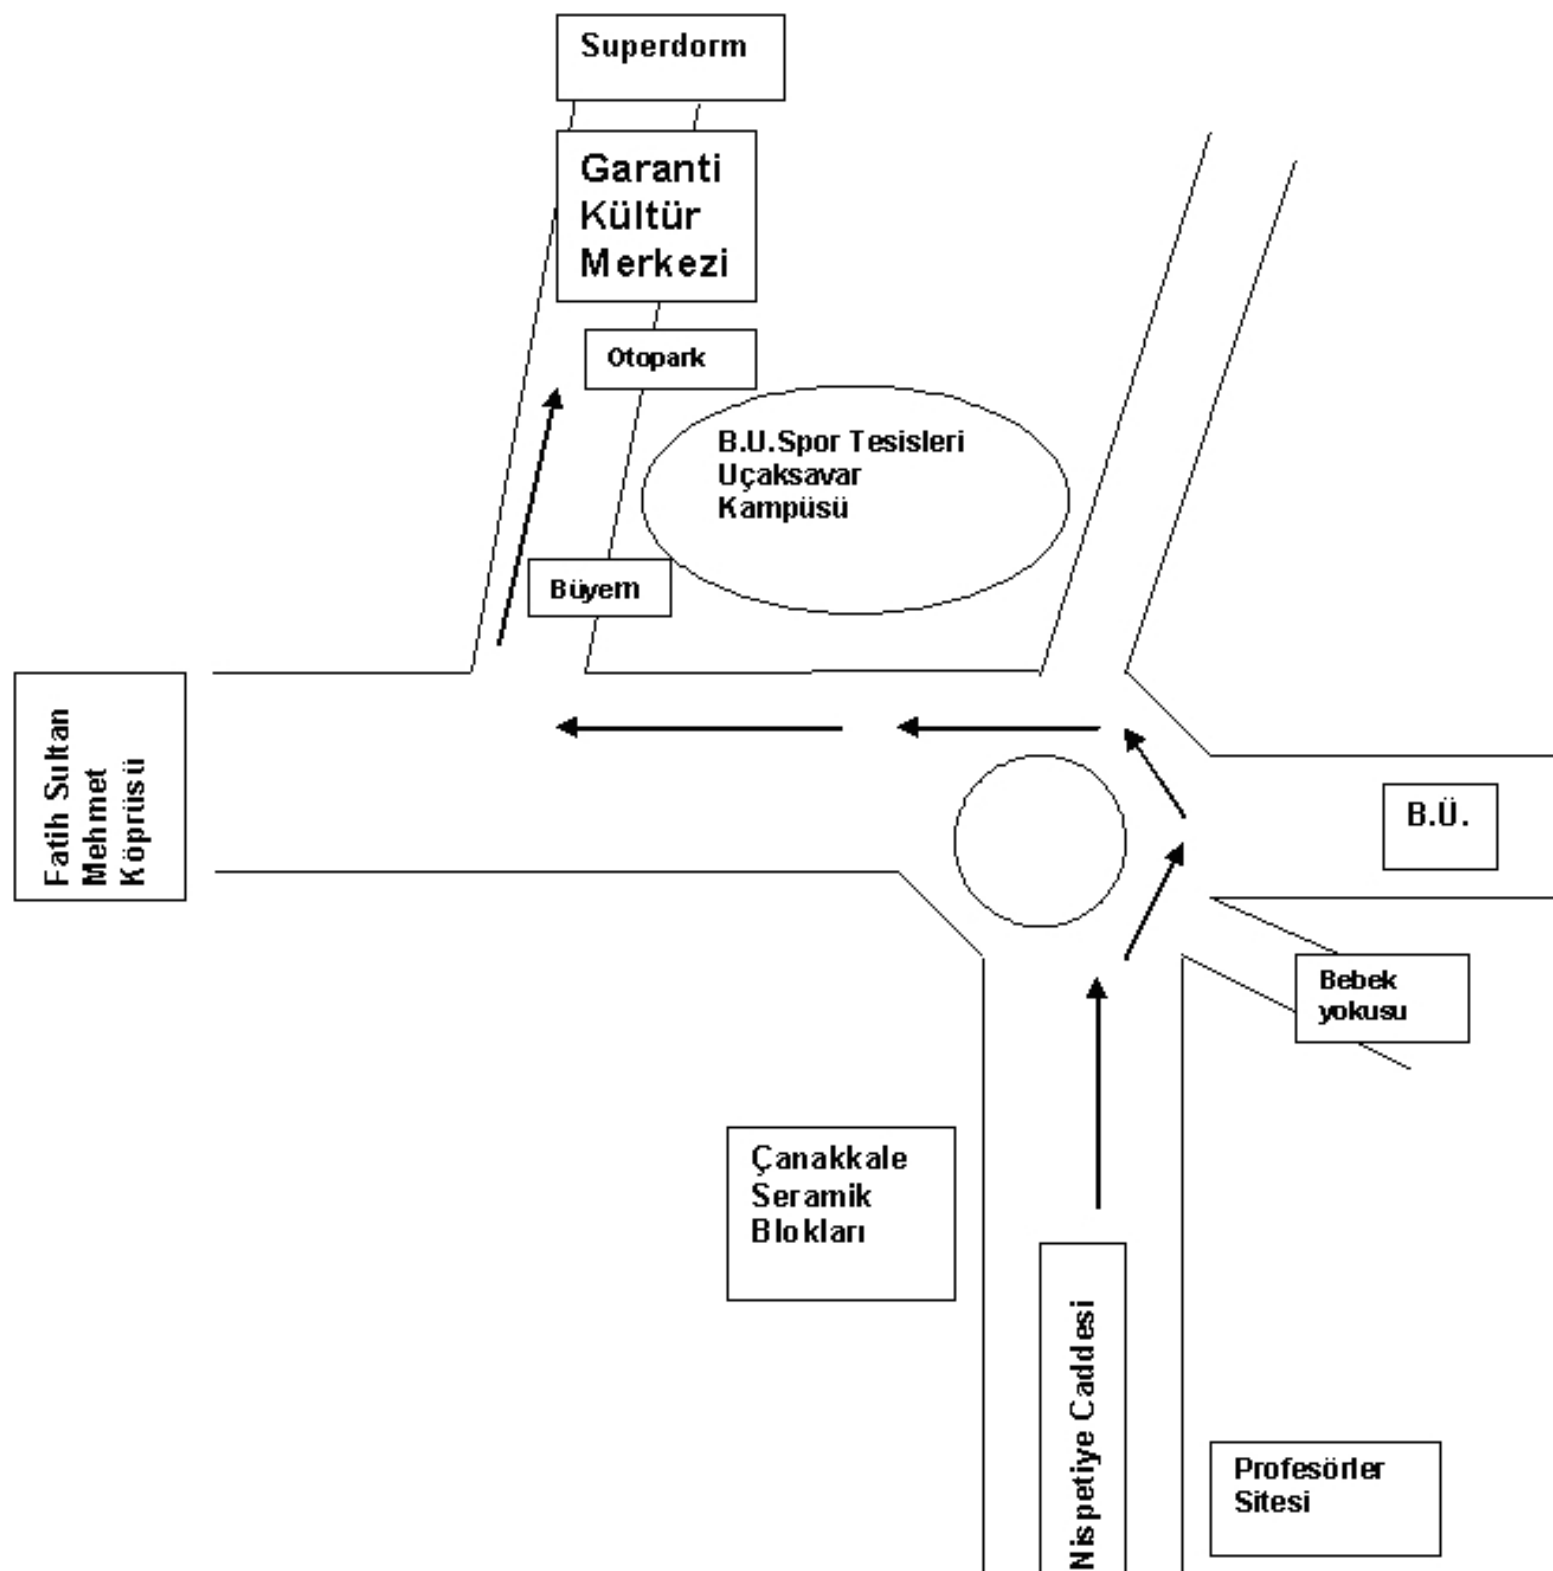 Superdorm
Garanti
Kültür
Merkezi
Otopark
B.U.Spor Tesisleri
Uçaksavar
Kampüsü
Büyem
Fatih Sultan
Mehmet
Köprüsü
B.Ü.
Bebek
yokusu
Çanakkale
Seramik
Blokları
Nispetiye Caddesi
Profesörler
Sitesi